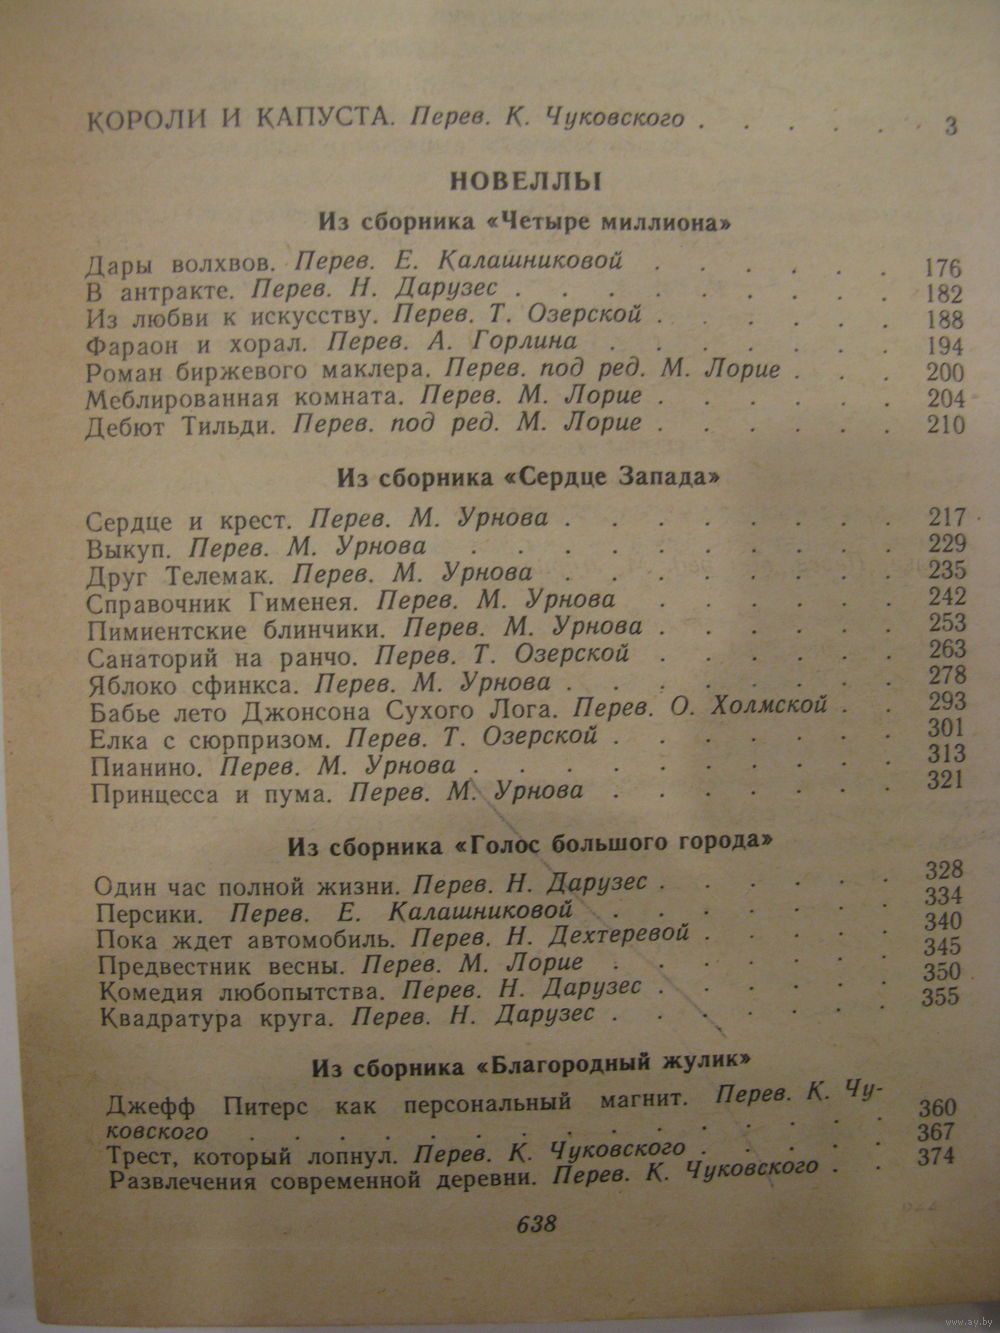 КОРОЛИ И КАПУСТА. Перев. К. Чуковского . . . . . . 3
НОВЕЛЛЫ
Из сборника «Четыре миллиона»
Дары волхвов. Перев. Е. Калашниковой . . . . . . 176
В антракте. Перев. Н. Дарузес . . . . . . . . . 182
Из любви к искусству. Перев. Т. Озерской . . . . . . 188
Фараон и хорал. Перев. А. Горлина . . . . . . . 194
Роман биржевого маклера. Перев. под ред. М. Лорие . . . 200
Меблированная комната. Перев. М. Лорие . . . . . . 204
Дебют Тильди. Перев. под ред. М. Лорие . . . . . . 210
Из сборника «Сердце Запада»
Сердце и крест. Перев. М. Урнова . . . . . . . . 217
Выкуп. Перев. М. Урнова . . . . . . . . . . 229
Друг Телемак. Перев. М. Урнова . . . . . . . . 235
Справочник Гименея. Перев. М. Урнова . . . . . . 242
Пимиентские блинчики. Перев. М. Урнова . . . . . . 253
Санаторий на ранчо. Перев. Т. Озерской . . . . . . 263
Яблоко сфинкса. Перев. М. Урнова . . . . . . . . 278
Бабье лето Джонсона Сухого Лога. Перев. О. Холмской . . 293
Елка с сюрпризом. Перев. Т. Озерской . . . . . . . 301
Пианино. Перев. М. Урнова . . . . . . . . . . 313
Принцесса и пума. Перев. М. Урнова . . . . . . . 321
Из сборника «Голос большого города»
Один час полной жизни. Перев. Н. Дарузес . . . . . . 328
Персики. Перев. Е. Калашниковой . . . . . . . 334
Пока ждет автомобиль. Перев. Н. Дехтеревой . . . . . 340
Предвестник весны. Перев. М. Лорие . . . . . . . 345
Комедия любопытства. Перев. Н. Дарузес . . . . . . 350
Квадратура круга. Перев. Н. Дарузес . . . . . . . 355
Из сборника «Благородный жулик»
Джефф Питерс как персональный магнит. Перев. К. Чу-
ковского . . . . . . . . . . . . . . . 360
Трест, который лопнул. Перев. К. Чуковского . . . . . 367
Развлечения современной деревни. Перев. К. Чуковского . . 374
638
www.ay.by